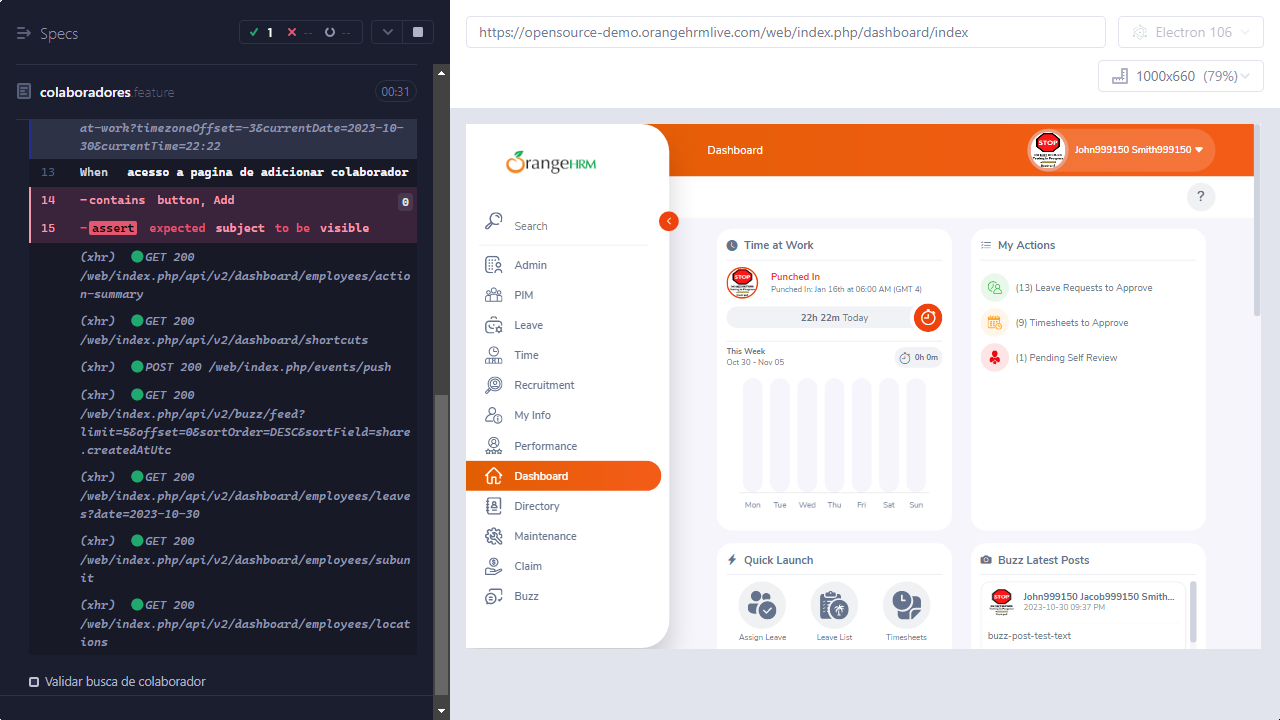 Specs
1
--
--
colaboradores.feature
00:31
at-work?timezoneOffset=-3&currentDate=2023-10-
30&currentTime=22:22
13 When acesso a pagina de adicionar colaborador
14 -contains button, Add 0
15 -assert expected subject to be visible
(xhr) GET 200
/web/index.php/api/v2/dashboard/employees/actio
n-summary
(xhr) GET 200
/web/index.php/api/v2/dashboard/shortcuts
(xhr) POST 200 /web/index.php/events/push
(xhr) GET 200
/web/index.php/api/v2/buzz/feed?
limit=5&offset=0&sortOrder=DESC&sortField=share
.createdAtUtc
(xhr) GET 200
/web/index.php/api/v2/dashboard/employees/leave
s?date=2023-10-30
(xhr) GET 200
/web/index.php/api/v2/dashboard/employees/subun
it
(xhr) GET 200
/web/index.php/api/v2/dashboard/employees/locat
ions
Validar busca de colaborador
https://opensource-demo.orangehrmlive.com/web/index.php/dashboard/index
Electron 106
1000x660 (79%)
OrangeHRM
Search
Admin
PIM
Leave
Time
Recruitment
My Info
Performance
Dashboard
Directory
Maintenance
Claim
Buzz
Dashboard
STOP
John999150 Smith999150
?
Time at Work
STOP
Punched In
Punched In: Jan 16th at 06:00 AM (GMT 4)
22h 22m Today
This Week
Oct 30 - Nov 05
0h 0m
Mon Tue Wed Thu Fri Sat Sun
My Actions
(13) Leave Requests to Approve
(9) Timesheets to Approve
(1) Pending Self Review
Quick Launch
Assign Leave
Leave List
Timesheets
Buzz Latest Posts
STOP
John999150 Jacob999150 Smith...
2023-10-30 09:37 PM
buzz-post-test-text